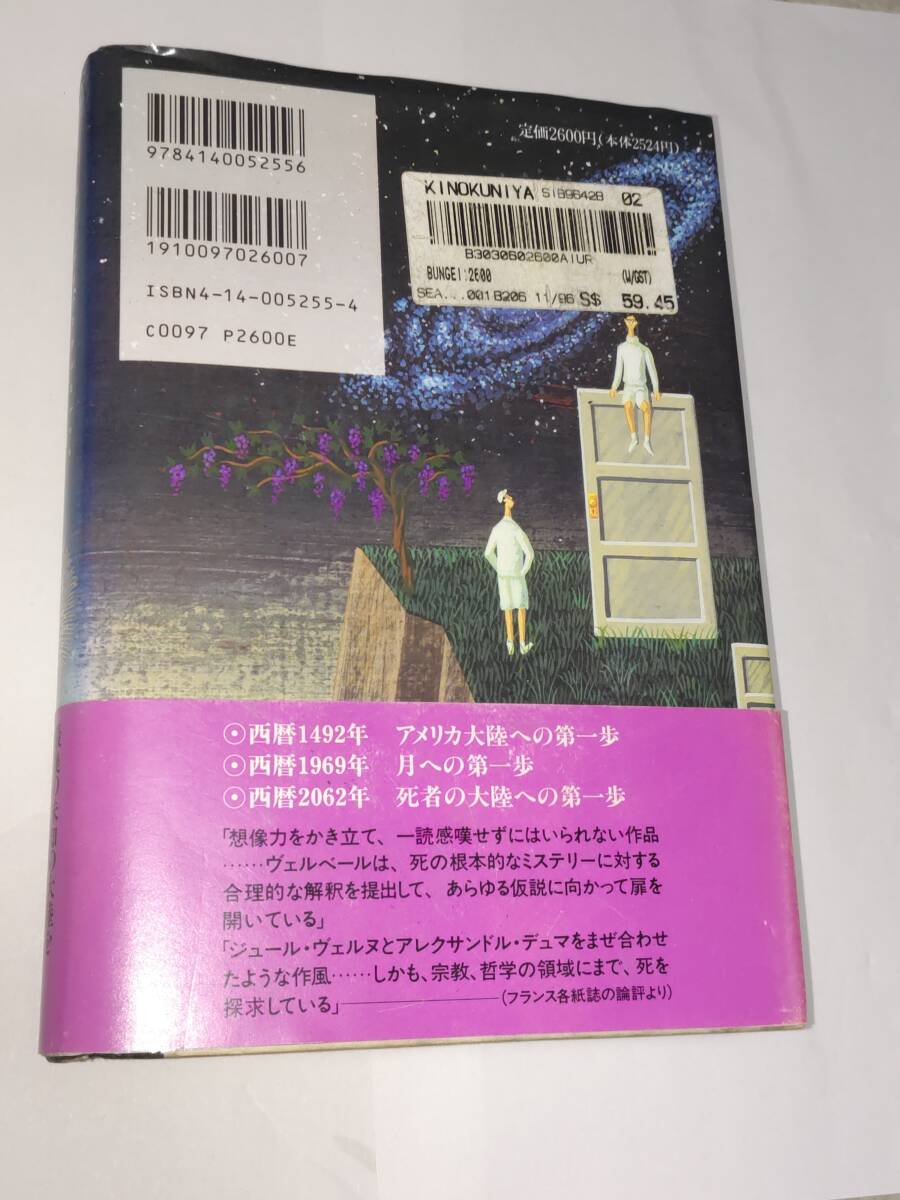 9784140052556
1910097026007
ISBN4-14-005255-4
C0097 P2600E
定価2600円(本体2524円)
KINOKUNIYA SIB9642B 02
B3030602600AIUR
BUNGEI:2600 (W/GST)
SEA...001B206 11/96 S$ 59.45
⦿西暦1492年 アメリカ大陸への第一歩
⦿西暦1969年 月への第一歩
⦿西暦2062年 死者の大陸への第一歩
「想像力をかき立て、一読感嘆せずにはいられない作品
……ヴェルベールは、死の根本的なミステリーに対する
合理的な解釈を提出して、あらゆる仮説に向かって扉を
開いている」
「ジュール・ヴェルヌとアレクサンドル・デュマをまぜ合わせ
たような作風……しかも、宗教、哲学の領域にまで、死を
探求している」――――(フランス各紙誌の論評より)